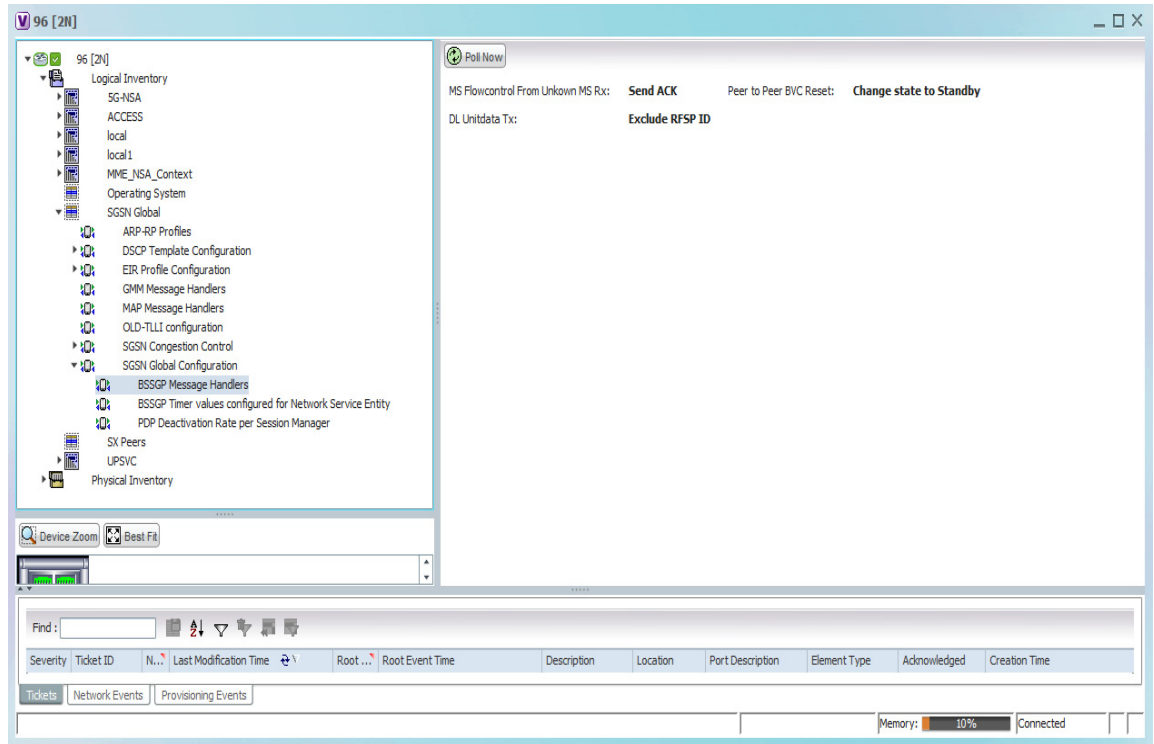 96 [2N]
96 [2N]
Logical Inventory
5G-NSA
ACCESS
local
local1
MME_NSA_Context
Operating System
SGSN Global
ARP-RP Profiles
DSCP Template Configuration
EIR Profile Configuration
GMM Message Handlers
MAP Message Handlers
OLD-TLLI configuration
SGSN Congestion Control
SGSN Global Configuration
BSSGP Message Handlers
BSSGP Timer values configured for Network Service Entity
PDP Deactivation Rate per Session Manager
SX Peers
UPSVC
Physical Inventory
Device Zoom Best Fit
Poll Now
MS Flowcontrol From Unkown MS Rx: Send ACK Peer to Peer BVC Reset: Change state to Standby
DL Unitdata Tx: Exclude RFSP ID
Find :
Severity Ticket ID N... Last Modification Time Root ... Root Event Time Description Location Port Description Element Type Acknowledged Creation Time
Tickets Network Events Provisioning Events
Memory: 10% Connected